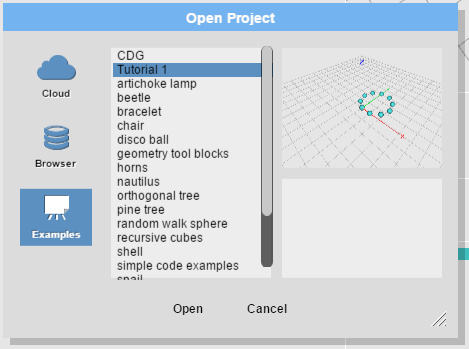 Open Project
Cloud
Browser
Examples
CDG
Tutorial 1
artichoke lamp
beetle
bracelet
chair
disco ball
geometry tool blocks
horns
nautilus
orthogonal tree
pine tree
random walk sphere
recursive cubes
shell
simple code examples
snail
Open
Cancel